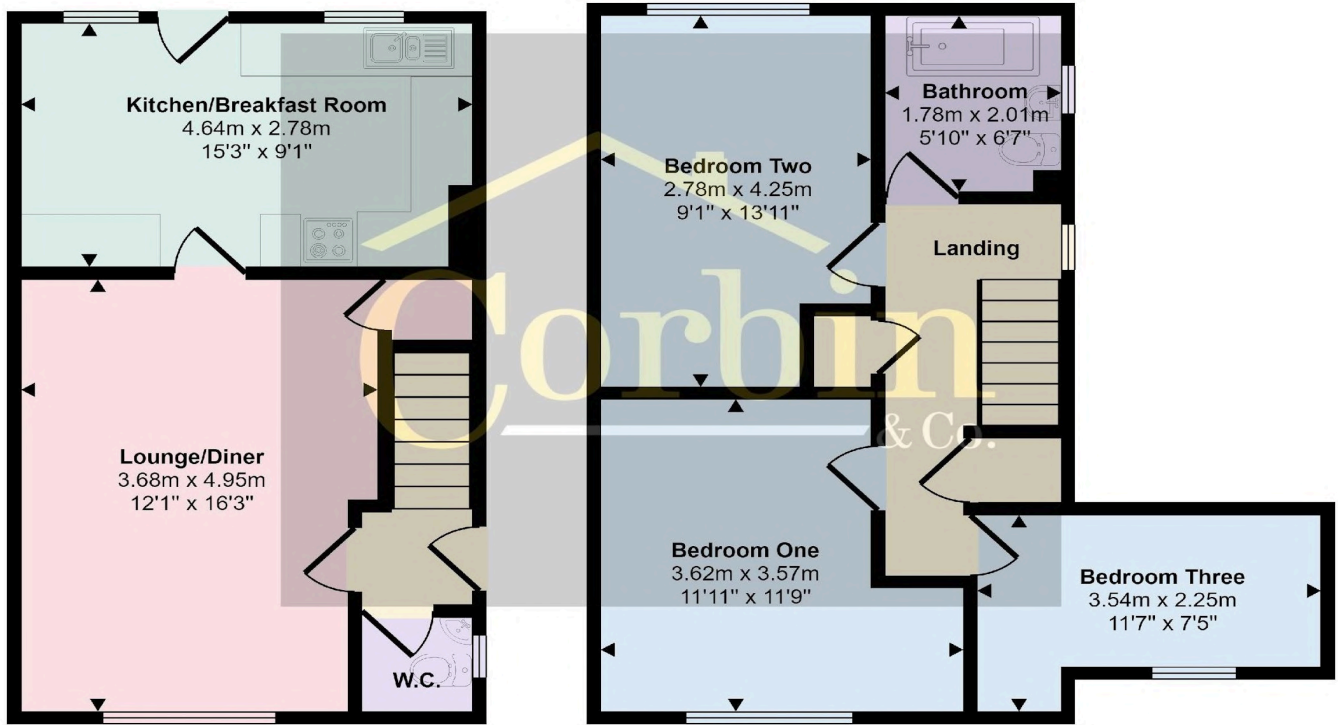 Kitchen/Breakfast Room
4.64m x 2.78m
15'3" x 9'1"
Lounge/Diner
3.68m x 4.95m
12'1" x 16'3"
W.C.
Bedroom Two
2.78m x 4.25m
9'1" x 13'11"
Bathroom
1.78m x 2.01m
5'10" x 6'7"
Landing
Bedroom One
3.62m x 3.57m
11'11" x 11'9"
Bedroom Three
3.54m x 2.25m
11'7" x 7'5"
Corbin
& Co.